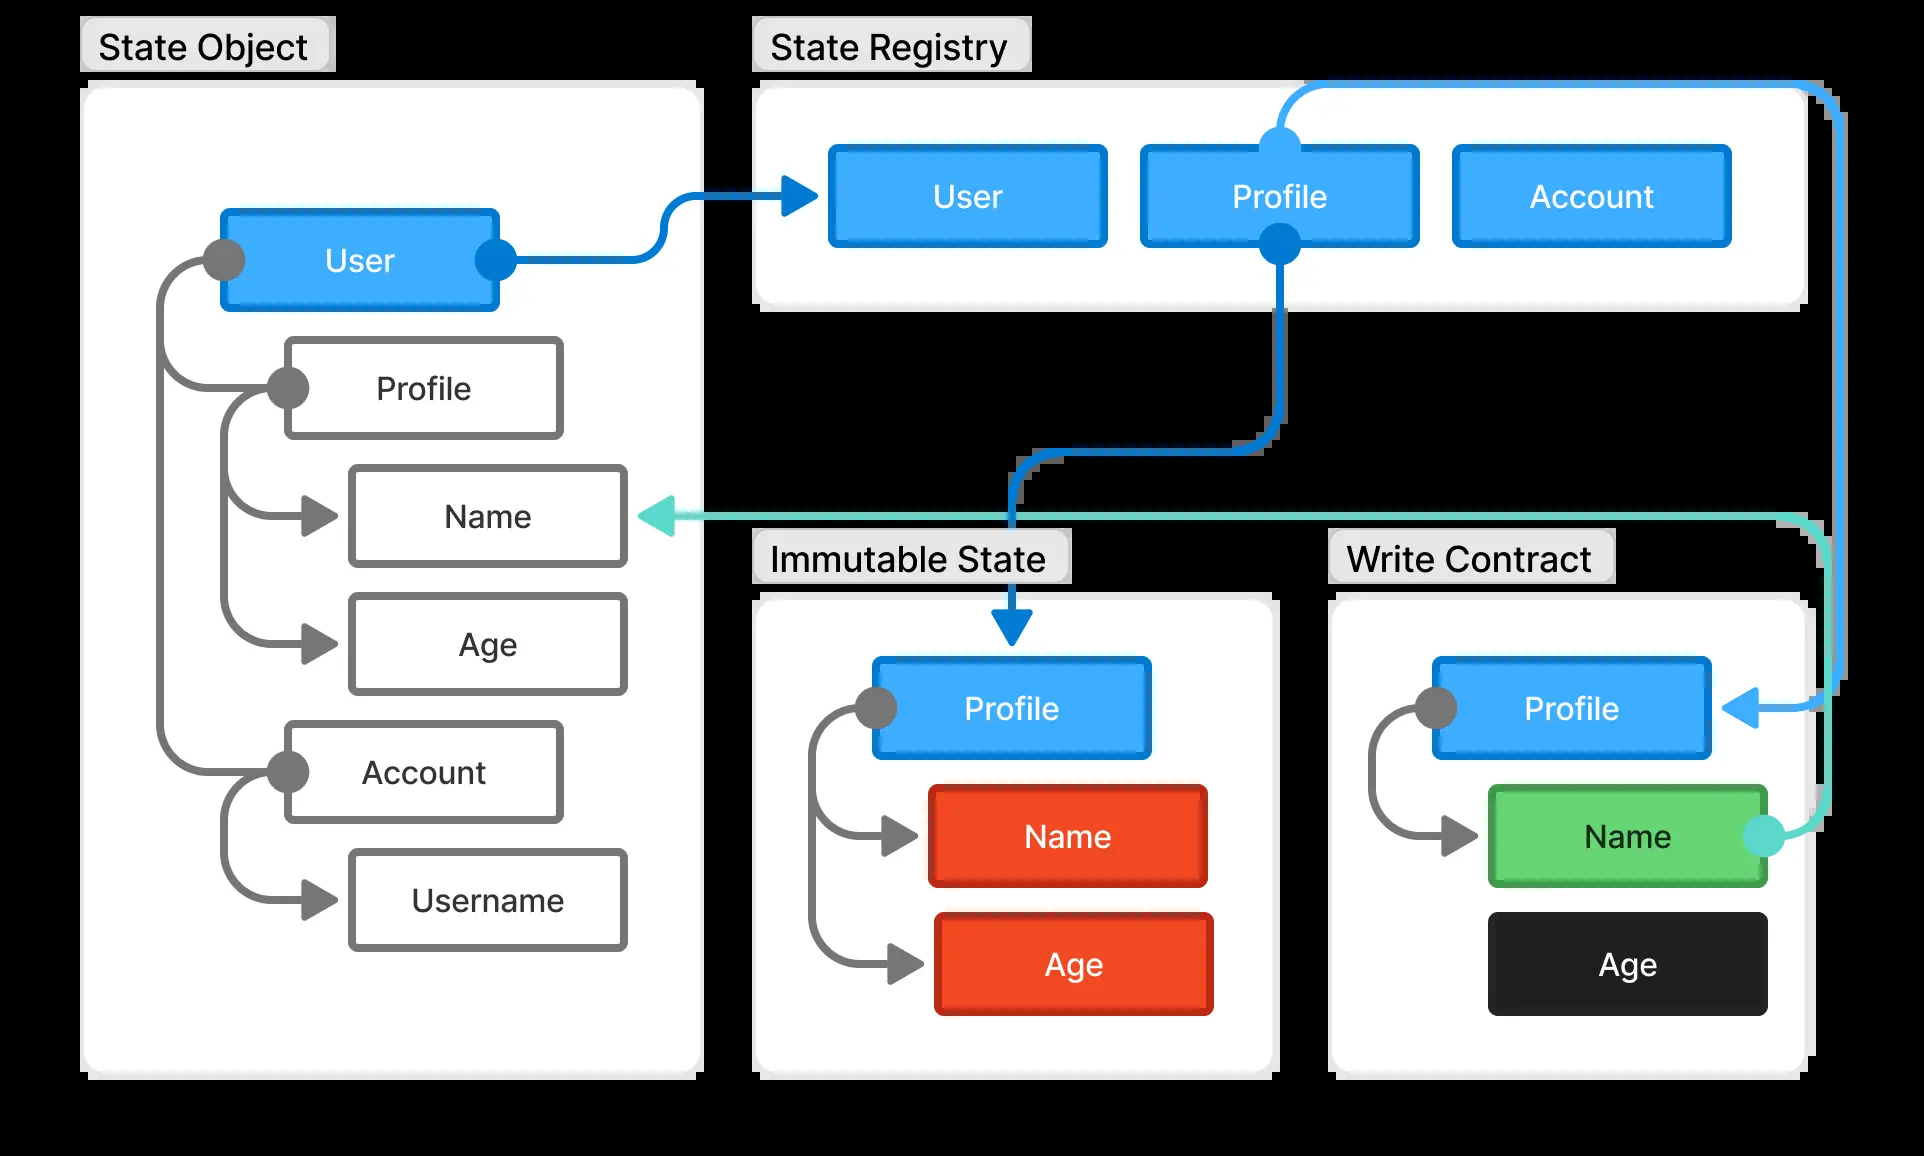 State Object
User
Profile
Name
Age
Account
Username
State Registry
User
Profile
Account
Immutable State
Profile
Name
Age
Write Contract
Profile
Name
Age